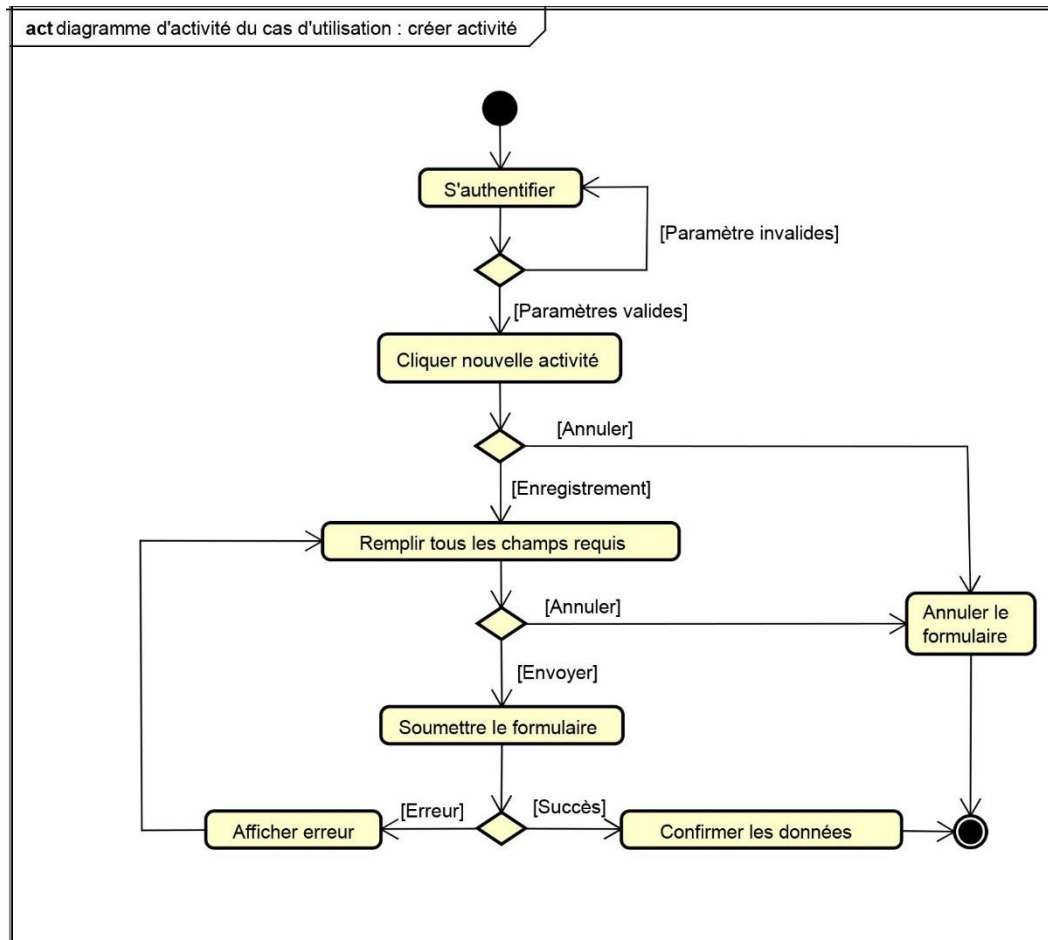 act diagramme d'activité du cas d'utilisation : créer activité
S'authentifier
[Paramètre invalides]
[Paramètres valides]
Cliquer nouvelle activité
[Annuler]
[Enregistrement]
Remplir tous les champs requis
[Annuler]
Annuler le
formulaire
[Envoyer]
Soumettre le formulaire
[Erreur]
[Succès]
Afficher erreur
Confirmer les données